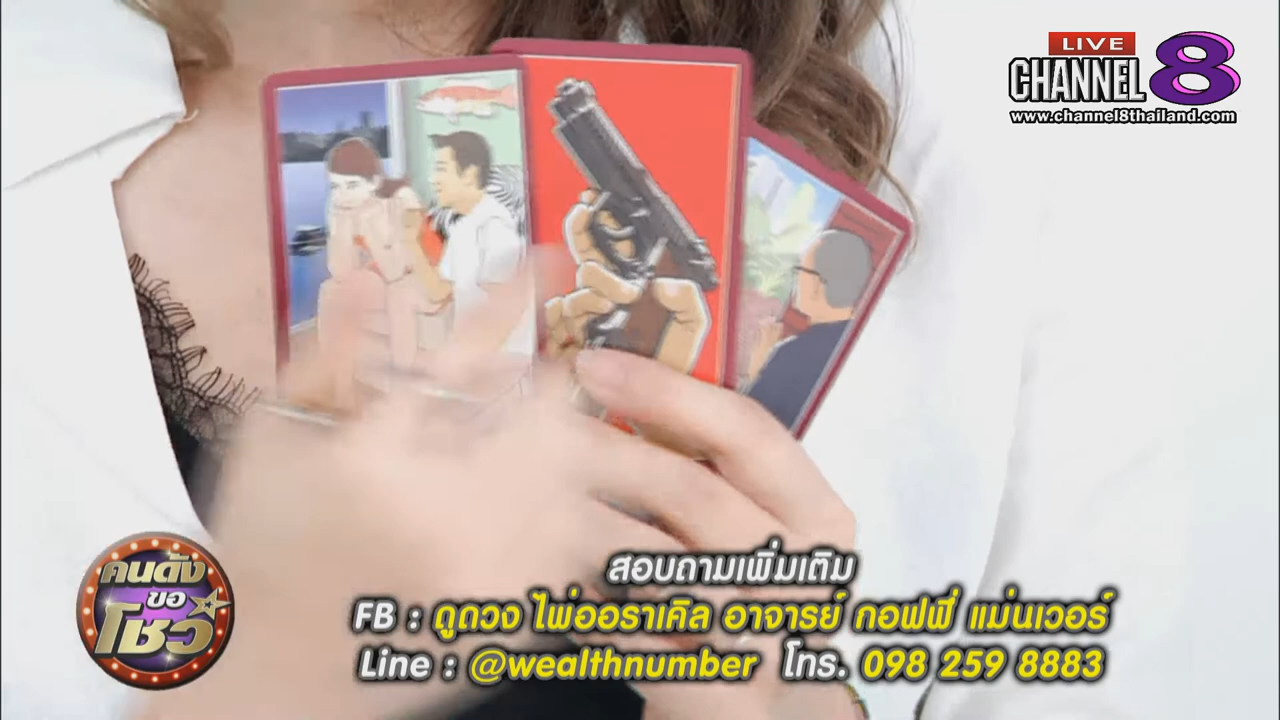 LIVE
CHANNEL 8
www.channel8thailand.com
คนดัง
ขอ
โชว์
สอบถามเพิ่มเติม
FB : ดูดวง ไพ่ออราเคิล อาจารย์ กอฟฟี่ แม่นเวอร์
Line : @wealthnumber โทร. 098 259 8883